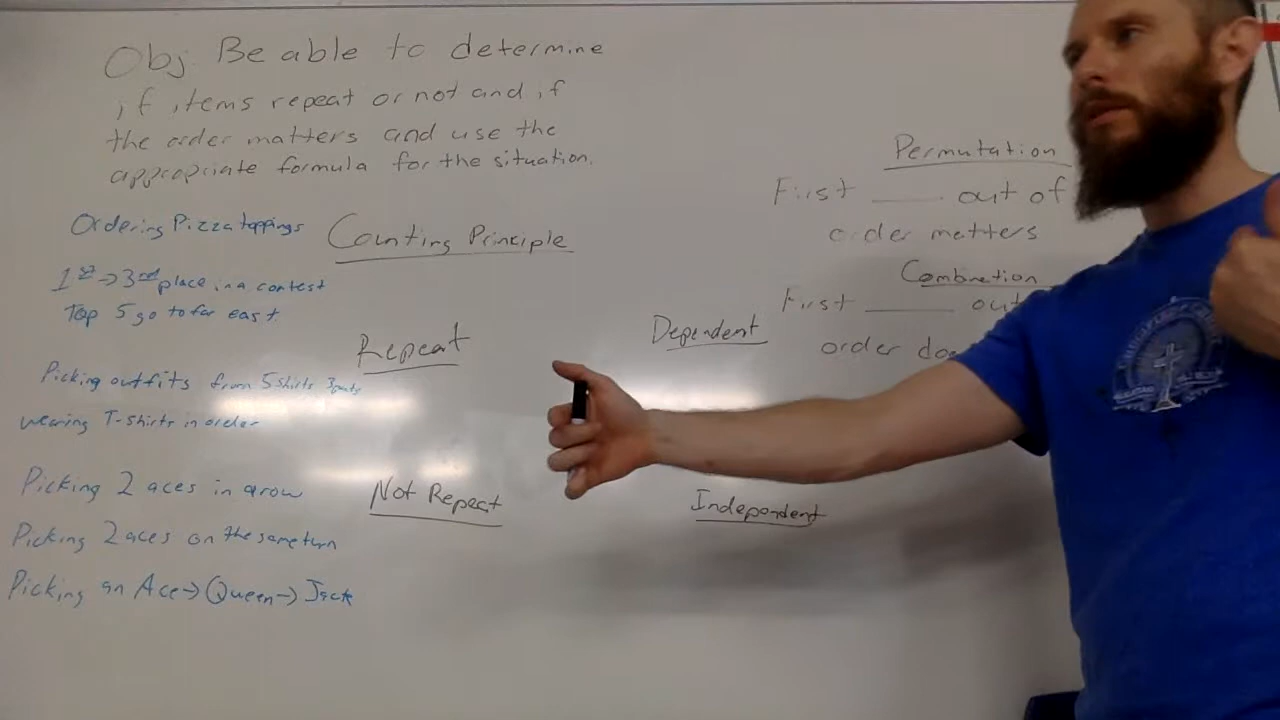 Obj Be able to determine
if items repeat or not and if
the order matters and use the
appropriate formula for the situation.
Ordering Pizza toppings
1st → 3rd place in a contest
Top 5 go to far east.
Picking outfits from 5 shirts 3 pants
wearing T-shirts in order
Picking 2 aces in a row
Picking 2 aces on the same turn
Picking an Ace → Queen → Jack
Counting Principle
Repeat
Not Repeat
Dependent
Independent
Permutation
First ____ out of
order matters
Combination
First ____ out
order